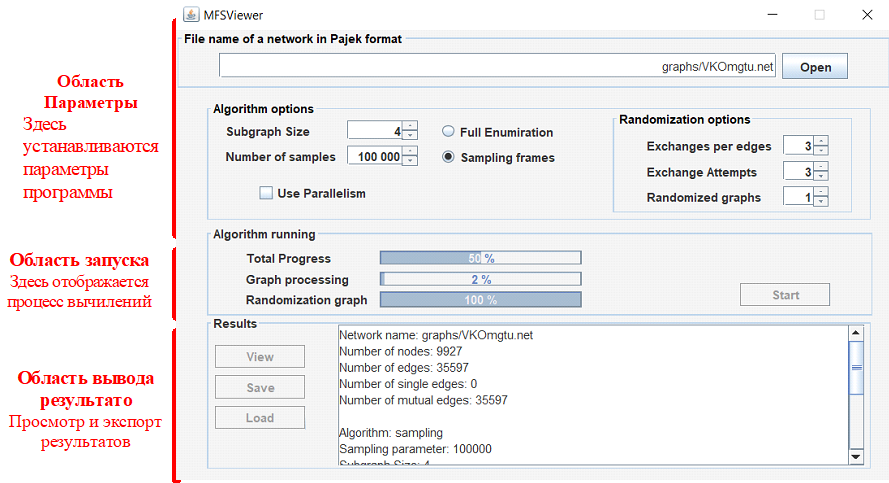 MFSViewer
File name of a network in Pajek format
graphs/VKOmgtu.net
Open
Область
Параметры
Здесь
устанавливаются
параметры
программы
Algorithm options
Subgraph Size
4
Full Enumiration
Number of samples
100 000
Sampling frames
Use Parallelism
Randomization options
Exchanges per edges
3
Exchange Attempts
3
Randomized graphs
1
Область запуска
Здесь отображается
процесс вычилений
Algorithm running
Total Progress
50 %
Graph processing
2 %
Randomization graph
100 %
Start
Область вывода
результато
Просмотр и экспорт
результатов
Results
View
Save
Load
Network name: graphs/VKOmgtu.net
Number of nodes: 9927
Number of edges: 35597
Number of single edges: 0
Number of mutual edges: 35597
Algorithm: sampling
Sampling parameter: 100000
Subgraph Size: 4